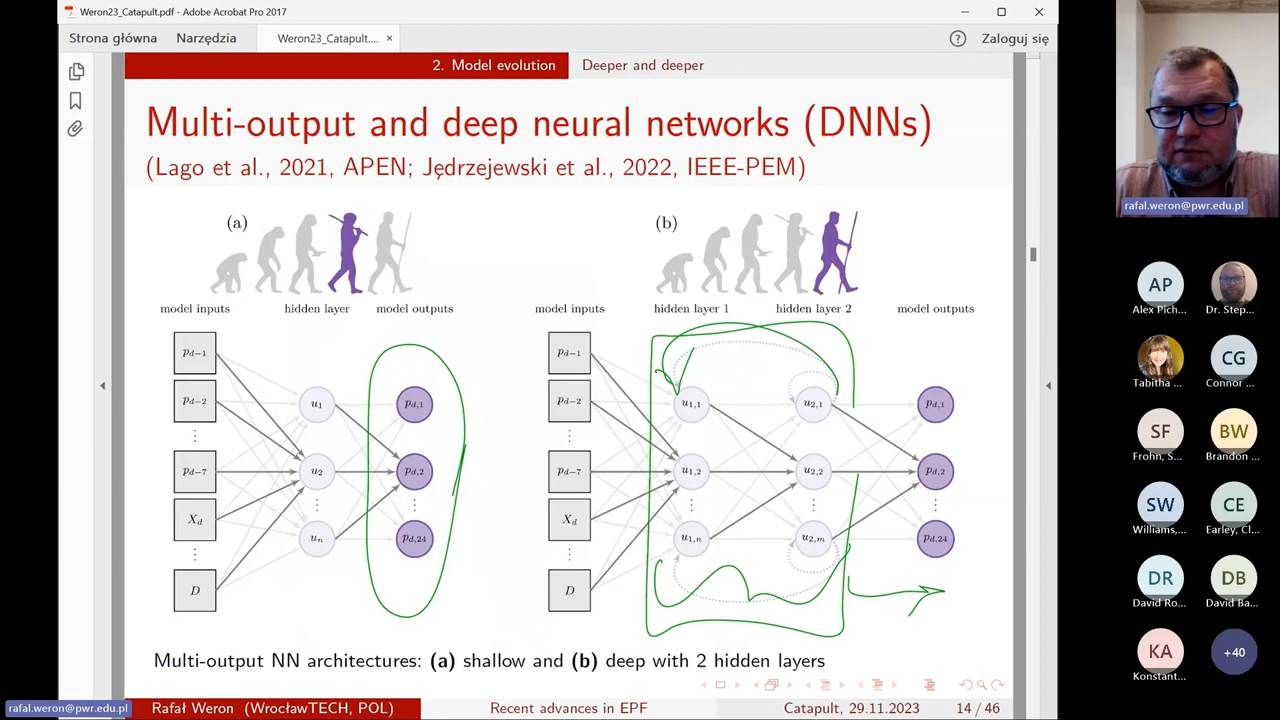 Weron23_Catapult.pdf - Adobe Acrobat Pro 2017
Strona główna
Narzędzia
Weron23_Catapult.... ×
?
Zaloguj się
2. Model evolution
Deeper and deeper
Multi-output and deep neural networks (DNNs)
(Lago et al., 2021, APEN; Jędrzejewski et al., 2022, IEEE-PEM)
(a)
model inputs
hidden layer
model outputs
p_{d−1}
p_{d−2}
⋮
p_{d−7}
X_d
⋮
D
u_1
u_2
⋮
u_n
p_{d,1}
p_{d,2}
⋮
p_{d,24}
(b)
model inputs
hidden layer 1
hidden layer 2
model outputs
p_{d−1}
p_{d−2}
⋮
p_{d−7}
X_d
⋮
D
u_{1,1}
u_{1,2}
⋮
u_{1,n}
u_{2,1}
u_{2,2}
⋮
u_{2,m}
p_{d,1}
p_{d,2}
⋮
p_{d,24}
Multi-output NN architectures: (a) shallow and (b) deep with 2 hidden layers
Rafał Weron (WrocławTECH, POL)
Recent advances in EPF
Catapult, 29.11.2023
14 / 46
rafal.weron@pwr.edu.pl
rafal.weron@pwr.edu.pl
AP
Alex Pich...
Dr. Step...
Tabitha ...
CG
Connor ...
SF
Frohn, S...
BW
Brandon ...
SW
Williams,...
CE
Earley, Cl...
DR
David Ro...
DB
David Ba...
KA
Konstant...
+40